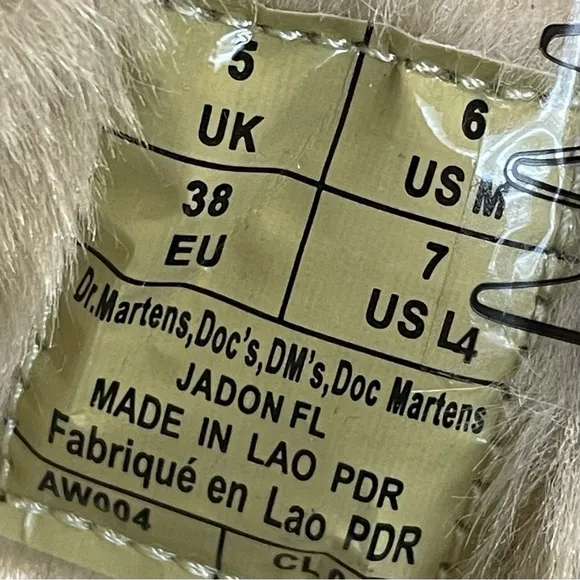 5
UK
6
US M
38
EU
7
US L4
Dr.Martens,Doc's,DM's,Doc Martens
JADON FL
MADE IN LAO PDR
Fabriqué en Lao PDR
AW004